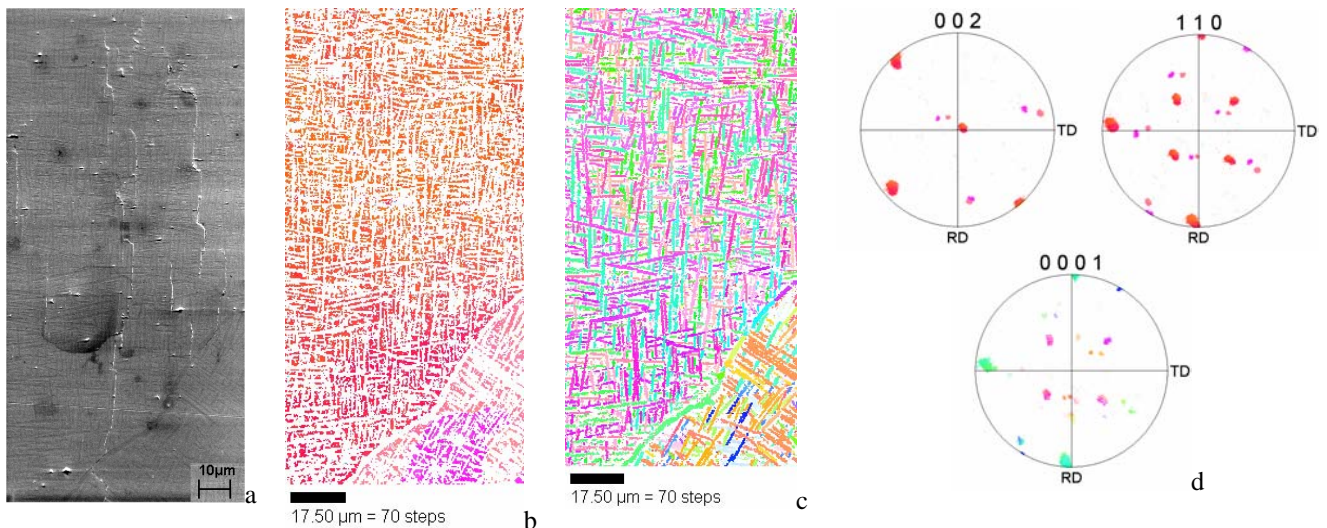 10µm
a
17.50 µm = 70 steps
b
17.50 µm = 70 steps
c
0 0 2
TD
RD
1 1 0
TD
RD
0 0 0 1
TD
RD
d